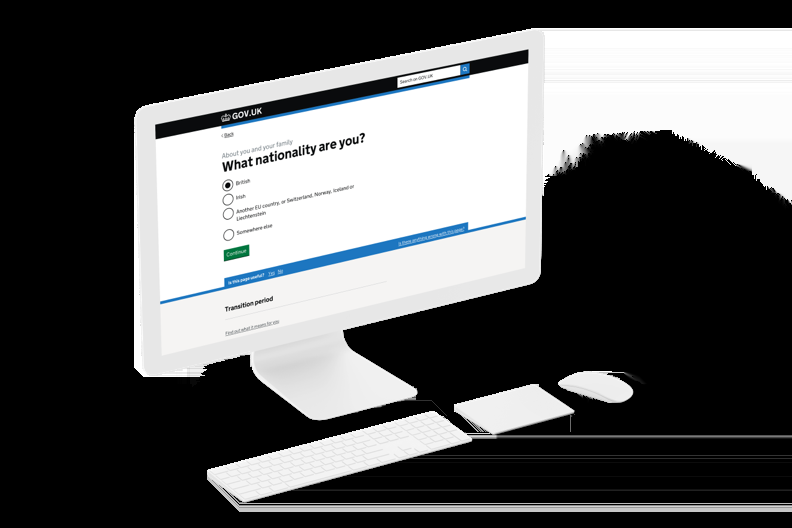 GOV.UK
Search on GOV.UK
Back
About you and your family
What nationality are you?
British
Irish
Another EU country, or Switzerland, Norway, Iceland or
Liechtenstein
Somewhere else
Continue
Is this page useful? Yes No
Is there anything wrong with this page?
Transition period
Find out what it means for you